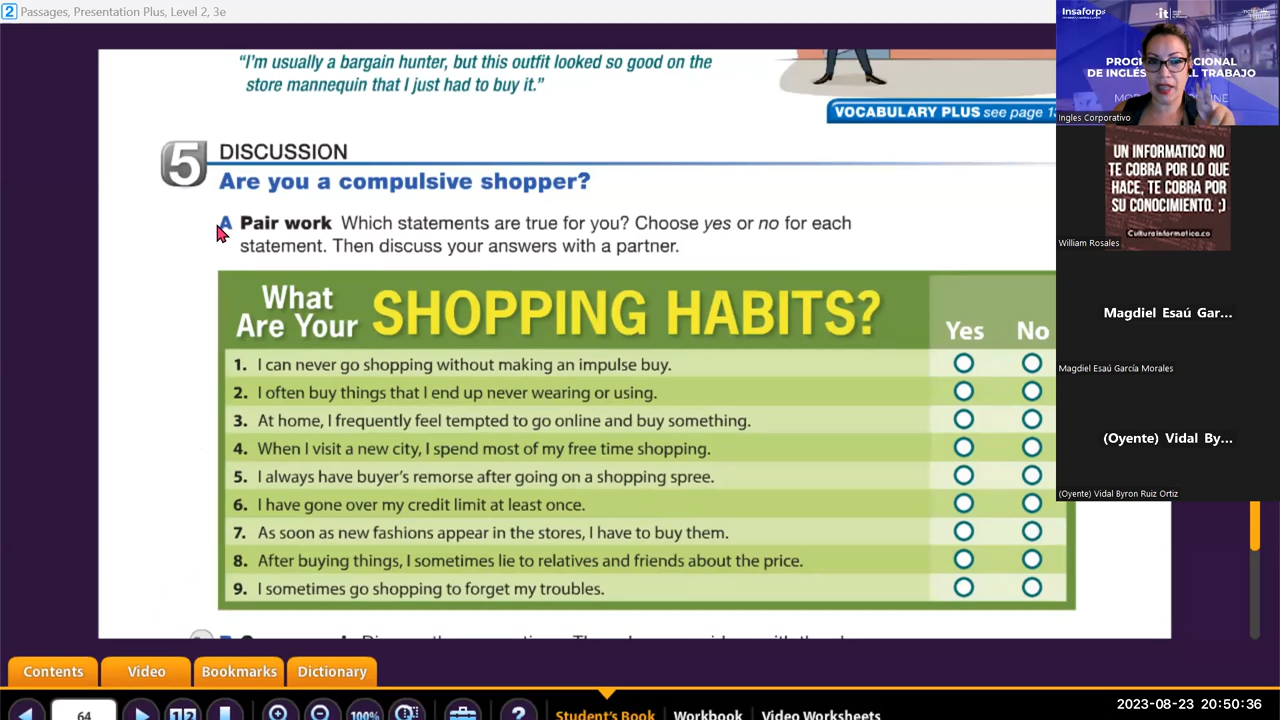 2 Passages, Presentation Plus, Level 2, 3e
"I'm usually a bargain hunter, but this outfit looked so good on the
store mannequin that I just had to buy it."
VOCABULARY PLUS see page
5 DISCUSSION
Are you a compulsive shopper?
A Pair work Which statements are true for you? Choose yes or no for each
statement. Then discuss your answers with a partner.
What
Are Your SHOPPING HABITS?
Yes No
1. I can never go shopping without making an impulse buy.
2. I often buy things that I end up never wearing or using.
3. At home, I frequently feel tempted to go online and buy something.
4. When I visit a new city, I spend most of my free time shopping.
5. I always have buyer's remorse after going on a shopping spree.
6. I have gone over my credit limit at least once.
7. As soon as new fashions appear in the stores, I have to buy them.
8. After buying things, I sometimes lie to relatives and friends about the price.
9. I sometimes go shopping to forget my troubles.
Contents Video Bookmarks Dictionary
64 1 2 100% ? Student's Book Workbook Video Worksheets
Insaforp
it
Ingles Corporativo
UN INFORMATICO NO
TE COBRA POR LO QUE
HACE, TE COBRA POR
SU CONOCIMIENTO. ;)
CulturaInformatica.co
William Rosales
Magdiel Esaú Gar...
Magdiel Esaú García Morales
(Oyente) Vidal By...
(Oyente) Vidal Byron Ruiz Ortiz
2023-08-23 20:50:36